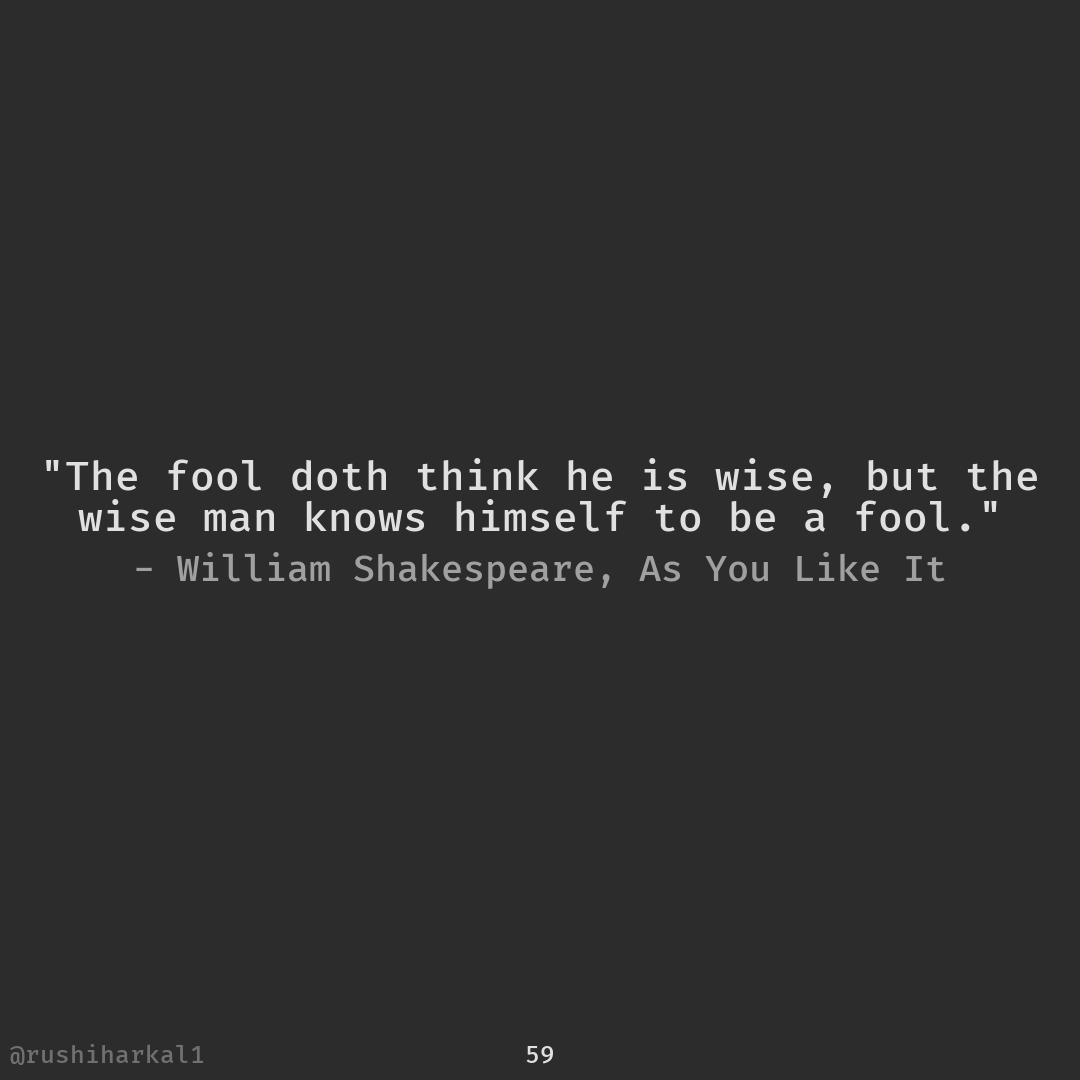 "The fool doth think he is wise, but the
wise man knows himself to be a fool."
– William Shakespeare, As You Like It
@rushiharkal1
59